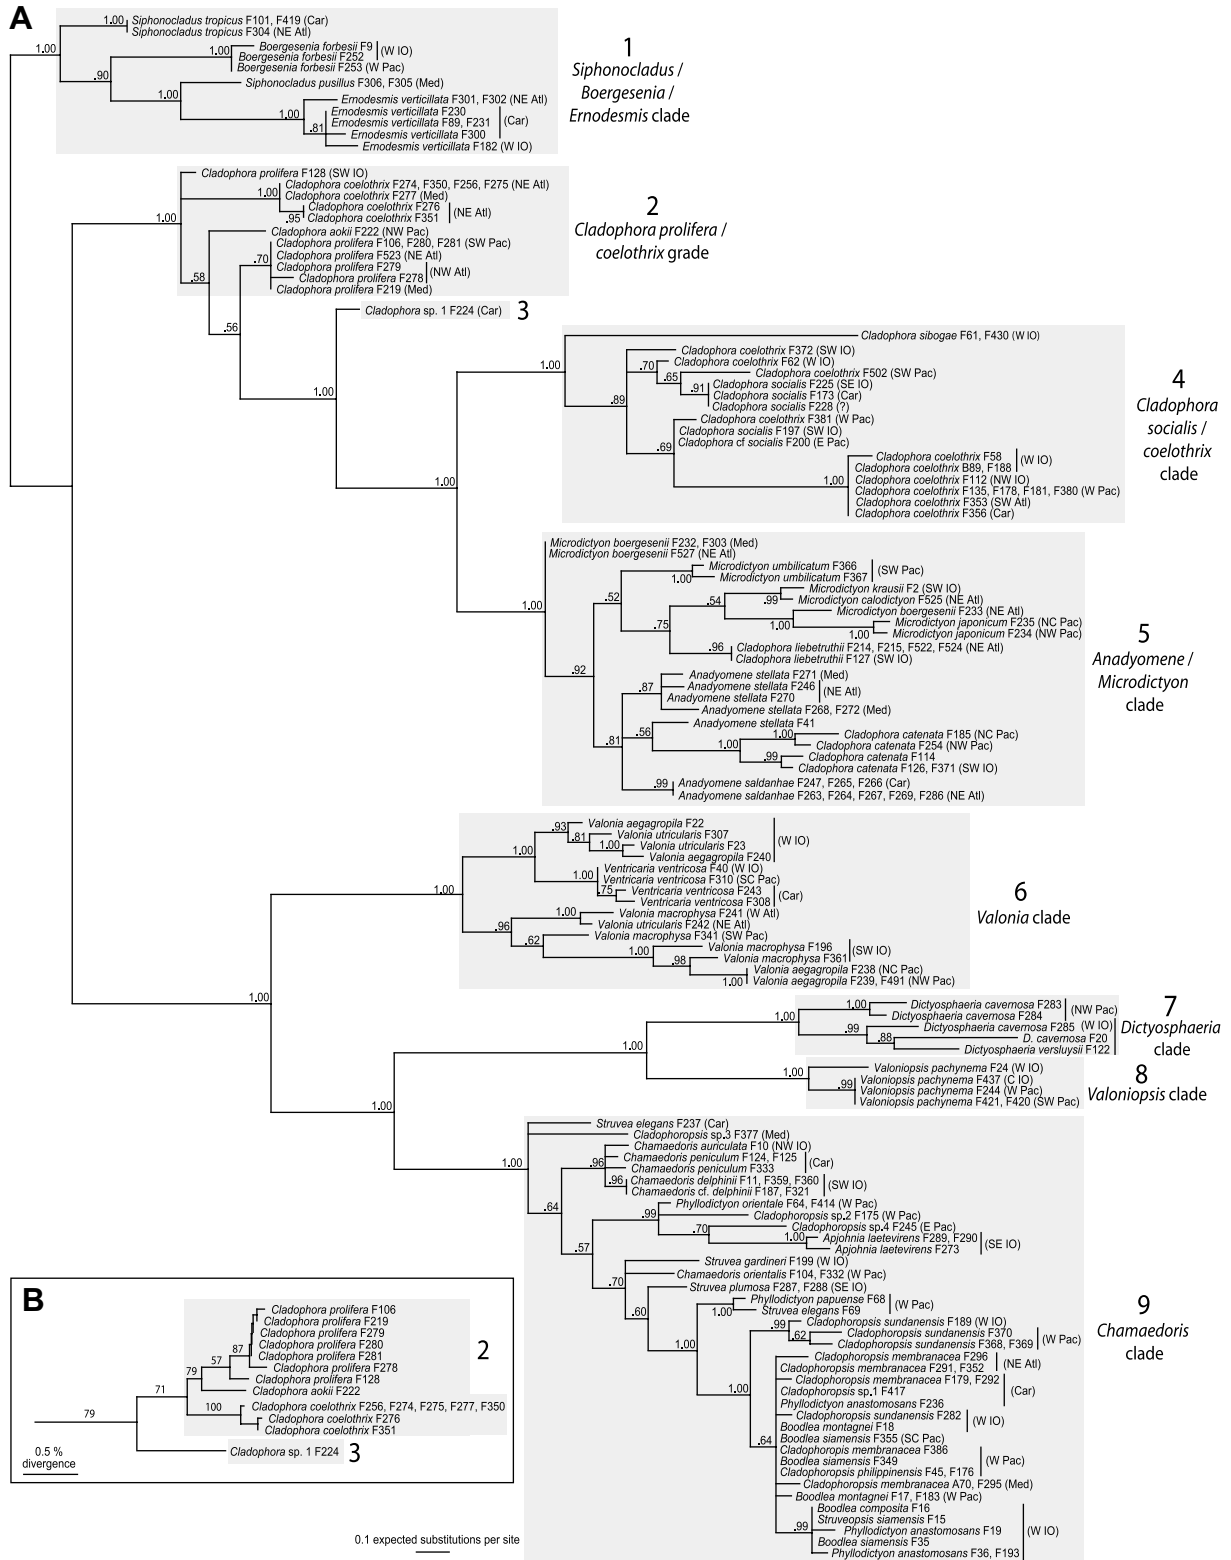 A
1.00
Siphonocladus tropicus F101, F419 (Car)
Siphonocladus tropicus F304 (NE Atl)
1.00
Boergesenia forbesii F9
Boergesenia forbesii F252
(W IO)
1.00
Boergesenia forbesii F253 (W Pac)
.90
Siphonocladus pusillus F306, F305 (Med)
1.00
Ernodesmis verticillata F301, F302 (NE Atl)
1.00
Ernodesmis verticillata F230
Ernodesmis verticillata F89, F231
(Car)
.81
Ernodesmis verticillata F300
Ernodesmis verticillata F182 (W IO)
1
Siphonocladus /
Boergesenia /
Ernodesmis clade
Cladophora prolifera F128 (SW IO)
Cladophora coelothrix F274, F350, F256, F275 (NE Atl)
1.00
Cladophora coelothrix F277 (Med)
Cladophora coelothrix F276
.95
Cladophora coelothrix F351
(NE Atl)
1.00
Cladophora aokii F222 (NW Pac)
Cladophora prolifera F106, F280, F281 (SW Pac)
.70
Cladophora prolifera F523 (NE Atl)
Cladophora prolifera F279
Cladophora prolifera F278
(NW Atl)
.58
Cladophora prolifera F219 (Med)
2
Cladophora prolifera /
coelothrix grade
.56
Cladophora sp. 1 F224 (Car)
3
1.00
1.00
1.00
Cladophora sibogae F61, F430 (W IO)
Cladophora coelothrix F372 (SW IO)
.70
Cladophora coelothrix F62 (W IO)
.65
Cladophora coelothrix F502 (SW Pac)
Cladophora socialis F225 (SE IO)
.91
Cladophora socialis F173 (Car)
.89
Cladophora socialis F228 (?)
Cladophora coelothrix F381 (W Pac)
Cladophora socialis F197 (SW IO)
.69
Cladophora cf socialis F200 (E Pac)
Cladophora coelothrix F58
Cladophora coelothrix B89, F188
(W IO)
Cladophora coelothrix F112 (NW IO)
1.00
Cladophora coelothrix F135, F178, F181, F380 (W Pac)
Cladophora coelothrix F353 (SW Atl)
Cladophora coelothrix F356 (Car)
4
Cladophora
socialis /
coelothrix
clade
Microdictyon boergesenii F232, F303 (Med)
Microdictyon boergesenii F527 (NE Atl)
Microdictyon umbilicatum F366
1.00
Microdictyon umbilicatum F367
(SW Pac)
.52
Microdictyon krausii F2 (SW IO)
.54
.99
Microdictyon calodictyon F525 (NE Atl)
1.00
Microdictyon boergesenii F233 (NE Atl)
Microdictyon japonicum F235 (NC Pac)
.75
1.00
1.00
Microdictyon japonicum F234 (NW Pac)
.96
Cladophora liebetruthii F214, F215, F522, F524 (NE Atl)
Cladophora liebetruthii F127 (SW IO)
.92
Anadyomene stellata F271 (Med)
.87
Anadyomene stellata F246
Anadyomene stellata F270
(NE Atl)
Anadyomene stellata F268, F272 (Med)
Anadyomene stellata F41
.56
1.00
Cladophora catenata F185 (NC Pac)
.81
1.00
Cladophora catenata F254 (NW Pac)
.99
Cladophora catenata F114
Cladophora catenata F126, F371 (SW IO)
.99
Anadyomene saldanhae F247, F265, F266 (Car)
Anadyomene saldanhae F263, F264, F267, F269, F286 (NE Atl)
5
Anadyomene /
Microdictyon
clade
.93
Valonia aegagropila F22
.81
Valonia utricularis F307
1.00
Valonia utricularis F23
Valonia aegagropila F240
(W IO)
1.00
Ventricaria ventricosa F40 (W IO)
1.00
Ventricaria ventricosa F310 (SC Pac)
.75
Ventricaria ventricosa F243
Ventricaria ventricosa F308
(Car)
1.00
1.00
Valonia macrophysa F241 (W Atl)
.96
Valonia utricularis F242 (NE Atl)
.62
Valonia macrophysa F341 (SW Pac)
1.00
Valonia macrophysa F196
.98
Valonia macrophysa F361
(SW IO)
Valonia aegagropila F238 (NC Pac)
1.00
Valonia aegagropila F239, F491 (NW Pac)
6
Valonia clade
1.00
1.00
1.00
1.00
1.00
Dictyosphaeria cavernosa F283
Dictyosphaeria cavernosa F284
(NW Pac)
.99
Dictyosphaeria cavernosa F285
(W IO)
.88
D. cavernosa F20
Dictyosphaeria versluysii F122
7
Dictyosphaeria
clade
1.00
Valoniopsis pachynema F24 (W IO)
.99
Valoniopsis pachynema F437 (C IO)
Valoniopsis pachynema F244 (W Pac)
Valoniopsis pachynema F421, F420 (SW Pac)
8
Valoniopsis clade
1.00
Struvea elegans F237 (Car)
Cladophoropsis sp.3 F377 (Med)
Chamaedoris auriculata F10 (NW IO)
.96
Chamaedoris peniculum F124, F125
Chamaedoris peniculum F333
(Car)
.96
Chamaedoris delphinii F11, F359, F360
Chamaedoris cf. delphinii F187, F321
(SW IO)
.64
Phyllodictyon orientale F64, F414 (W Pac)
.99
Cladophoropsis sp.2 F175 (W Pac)
.70
Cladophoropsis sp.4 F245 (E Pac)
1.00
Apjohnia laetevirens F289, F290
Apjohnia laetevirens F273
(SE IO)
.57
Struvea gardineri F199 (W IO)
.70
Chamaedoris orientalis F104, F332 (W Pac)
Struvea plumosa F287, F288 (SE IO)
.60
Phyllodictyon papuense F68
1.00
Struvea elegans F69
(W Pac)
1.00
.99
Cladophoropsis sundanensis F189 (W IO)
.62
Cladophoropsis sundanensis F370
Cladophoropsis sundanensis F368, F369
(W Pac)
1.00
Cladophoropsis membranacea F296
Cladophoropsis membranacea F291, F352
(NE Atl)
Cladophoropsis membranacea F179, F292
Cladophoropsis sp.1 F417
Phyllodictyon anastomosans F236
(Car)
Cladophoropsis sundanensis F282
Boodlea montagnei F18
(W IO)
.64
Boodlea siamensis F355 (SC Pac)
Cladophoropis membranacea F386
Boodlea siamensis F349
Cladophoropsis philippinensis F45, F176
(W Pac)
Cladophoropsis membranacea A70, F295 (Med)
Boodlea montagnei F17, F183 (W Pac)
.99
Boodlea composita F16
Struveopsis siamensis F15
Phyllodictyon anastomosans F19
Boodlea siamensis F35
Phyllodictyon anastomosans F36, F193
(W IO)
9
Chamaedoris
clade
B
79
71
79
57
87
Cladophora prolifera F106
Cladophora prolifera F219
Cladophora prolifera F279
Cladophora prolifera F280
Cladophora prolifera F281
Cladophora prolifera F278
Cladophora prolifera F128
Cladophora aokii F222
100
Cladophora coelothrix F256, F274, F275, F277, F350
Cladophora coelothrix F276
Cladophora coelothrix F351
2
Cladophora sp. 1 F224
3
0.5 %
divergence
0.1 expected substitutions per site